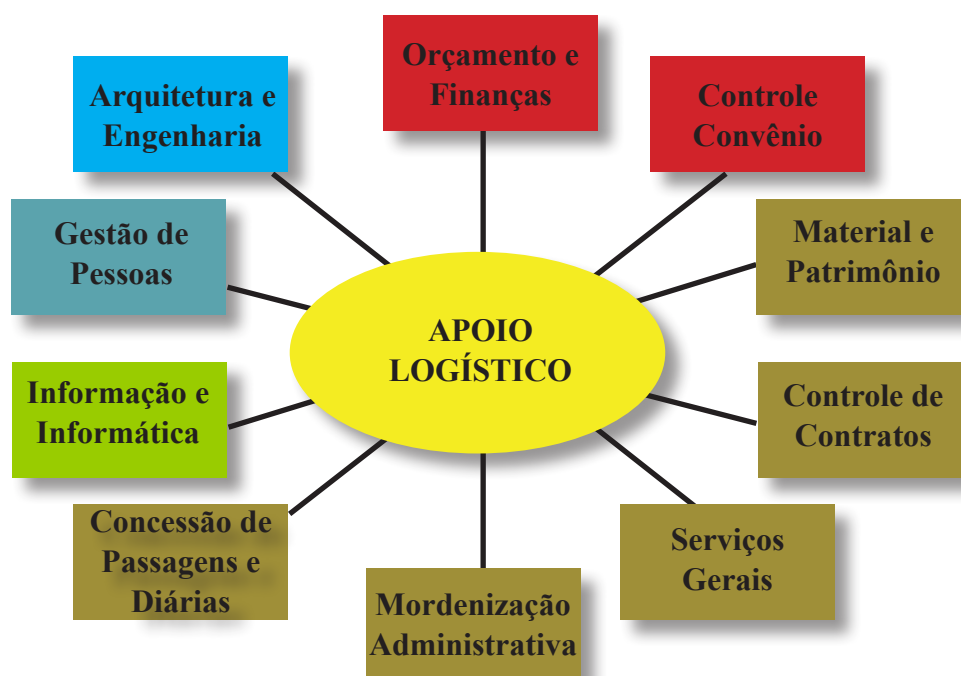 Orçamento e
Finanças
Arquitetura e
Engenharia
Controle
Convênio
Gestão de
Pessoas
Material e
Patrimônio
APOIO
LOGÍSTICO
Informação e
Informática
Controle de
Contratos
Concessão de
Passagens e
Diárias
Serviços
Gerais
Mordenização
Administrativa